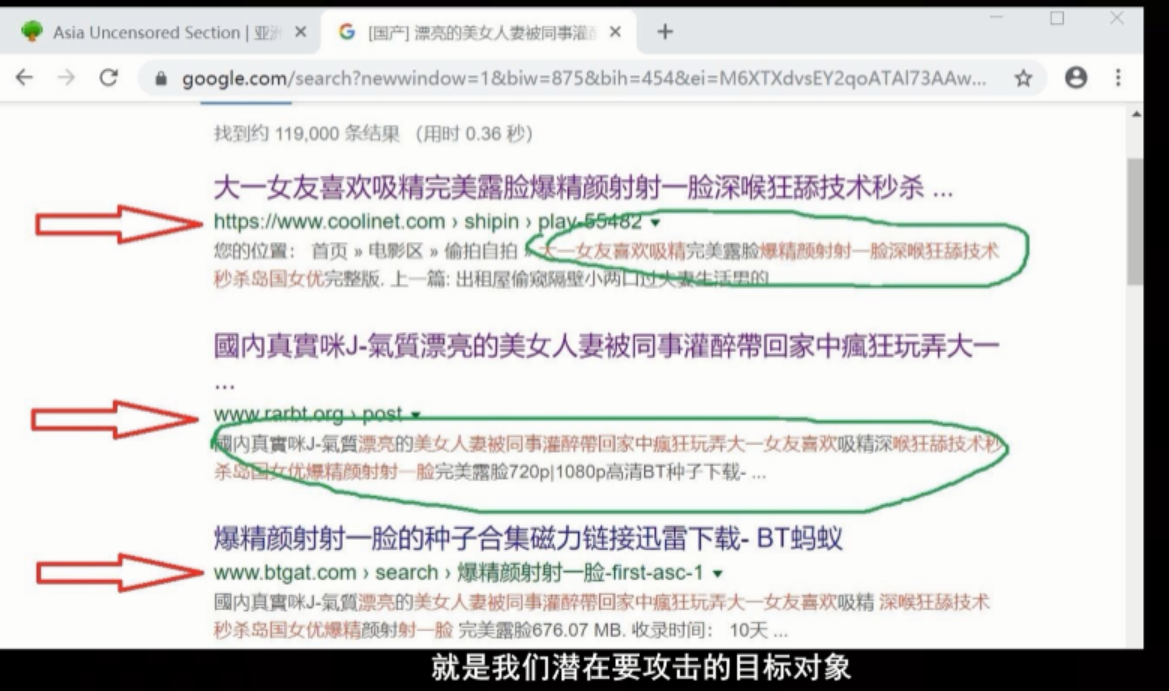 Asia Uncensored Section | 亚
[国产] 漂亮的美女人妻被同事灌
google.com/search?newwindow=1&biw=875&bih=454&ei=M6XTXdvsEY2qoATAl73AAw...
找到约 119,000 条结果 （用时 0.36 秒）
大一女友喜欢吸精完美露脸爆精颜射射一脸深喉狂舔技术秒杀 ...
https://www.coolinet.com › shipin › play-55482
您的位置： 首页 » 电影区 » 偷拍自拍 » 大一女友喜欢吸精完美露脸爆精颜射射一脸深喉狂舔技术
秒杀岛国女优完整版. 上一篇: 出租屋偷窥隔壁小两口过夫妻生活男的
國内真實咪J-氣質漂亮的美女人妻被同事灌醉帶回家中瘋狂玩弄大一
...
www.rarbt.org › post
國内真實咪J-氣質漂亮的美女人妻被同事灌醉帶回家中瘋狂玩弄大一女友喜欢吸精深喉狂舔技术秒
杀岛国女优爆精颜射射一脸完美露脸720p|1080p高清BT种子下载- ...
爆精颜射射一脸的种子合集磁力链接迅雷下载- BT蚂蚁
www.btgat.com › search › 爆精颜射射一脸-first-asc-1
國内真實咪J-氣質漂亮的美女人妻被同事灌醉帶回家中瘋狂玩弄大一女友喜欢吸精 深喉狂舔技术
秒杀岛国女优爆精颜射射一脸 完美露脸676.07 MB. 收录时间： 10天 ...
就是我们潜在要攻击的目标对象